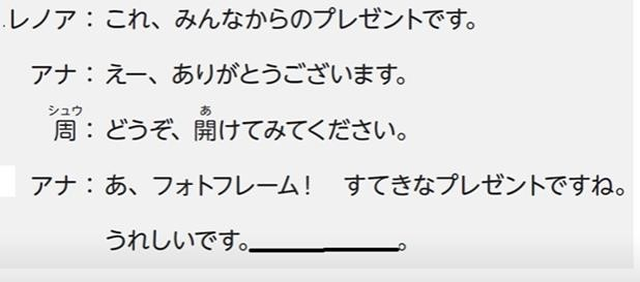 .レノア：これ、みんなからのプレゼントです。
アナ：えー、ありがとうございます。
シュウ　あ
周：どうぞ、開けてみてください。
アナ：あ、フォトフレーム！　すてきなプレゼントですね。
うれしいです。＿＿＿＿＿＿。